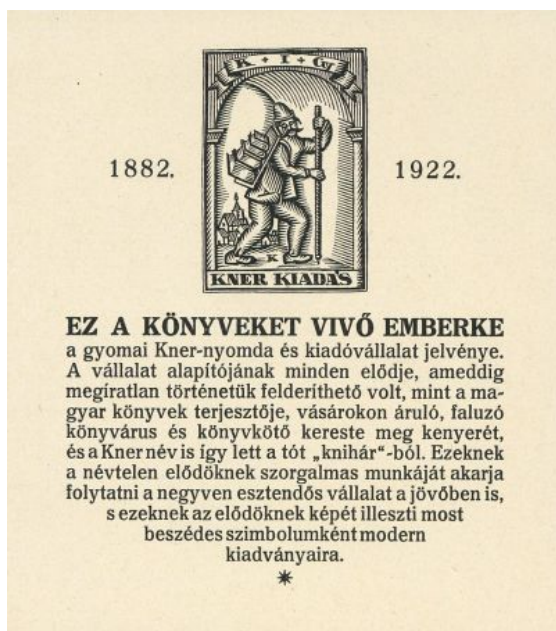 K + I + Gy
1882.
1922.
K
KNER KIADÁS
EZ A KÖNYVEKET VIVŐ EMBERKE
a gyomai Kner-nyomda és kiadóvállalat jelvénye.
A vállalat alapítójának minden elődje, ameddig
megíratlan történetük felderíthető volt, mint a ma-
gyar könyvek terjesztője, vásárokon áruló, faluzó
könyvárus és könyvkötő kereste meg kenyerét,
és a Kner név is így lett a tót „knihár“-ból. Ezeknek
a névtelen elődöknek szorgalmas munkáját akarja
folytatni a negyven esztendős vállalat a jövőben is,
s ezeknek az elődöknek képét illeszti most
beszédes szimbolumként modern
kiadványaira.